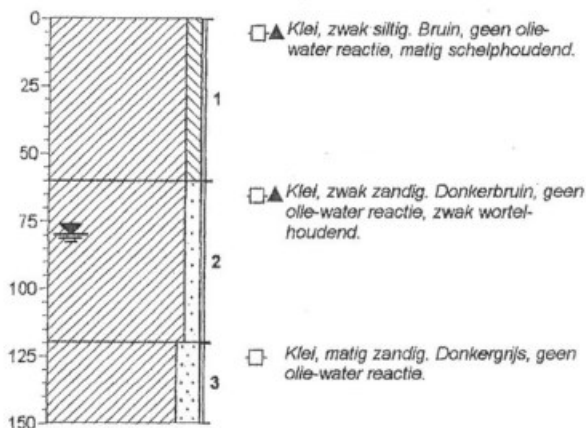 0
25
50
75
100
125
150
1
2
3
Klei, zwak siltig. Bruin, geen olie-
water reactie, matig schelphoudend.
Klei, zwak zandig. Donkerbruin, geen
olie-water reactie, zwak wortel-
houdend.
Klei, matig zandig. Donkergrijs, geen
olie-water reactie.